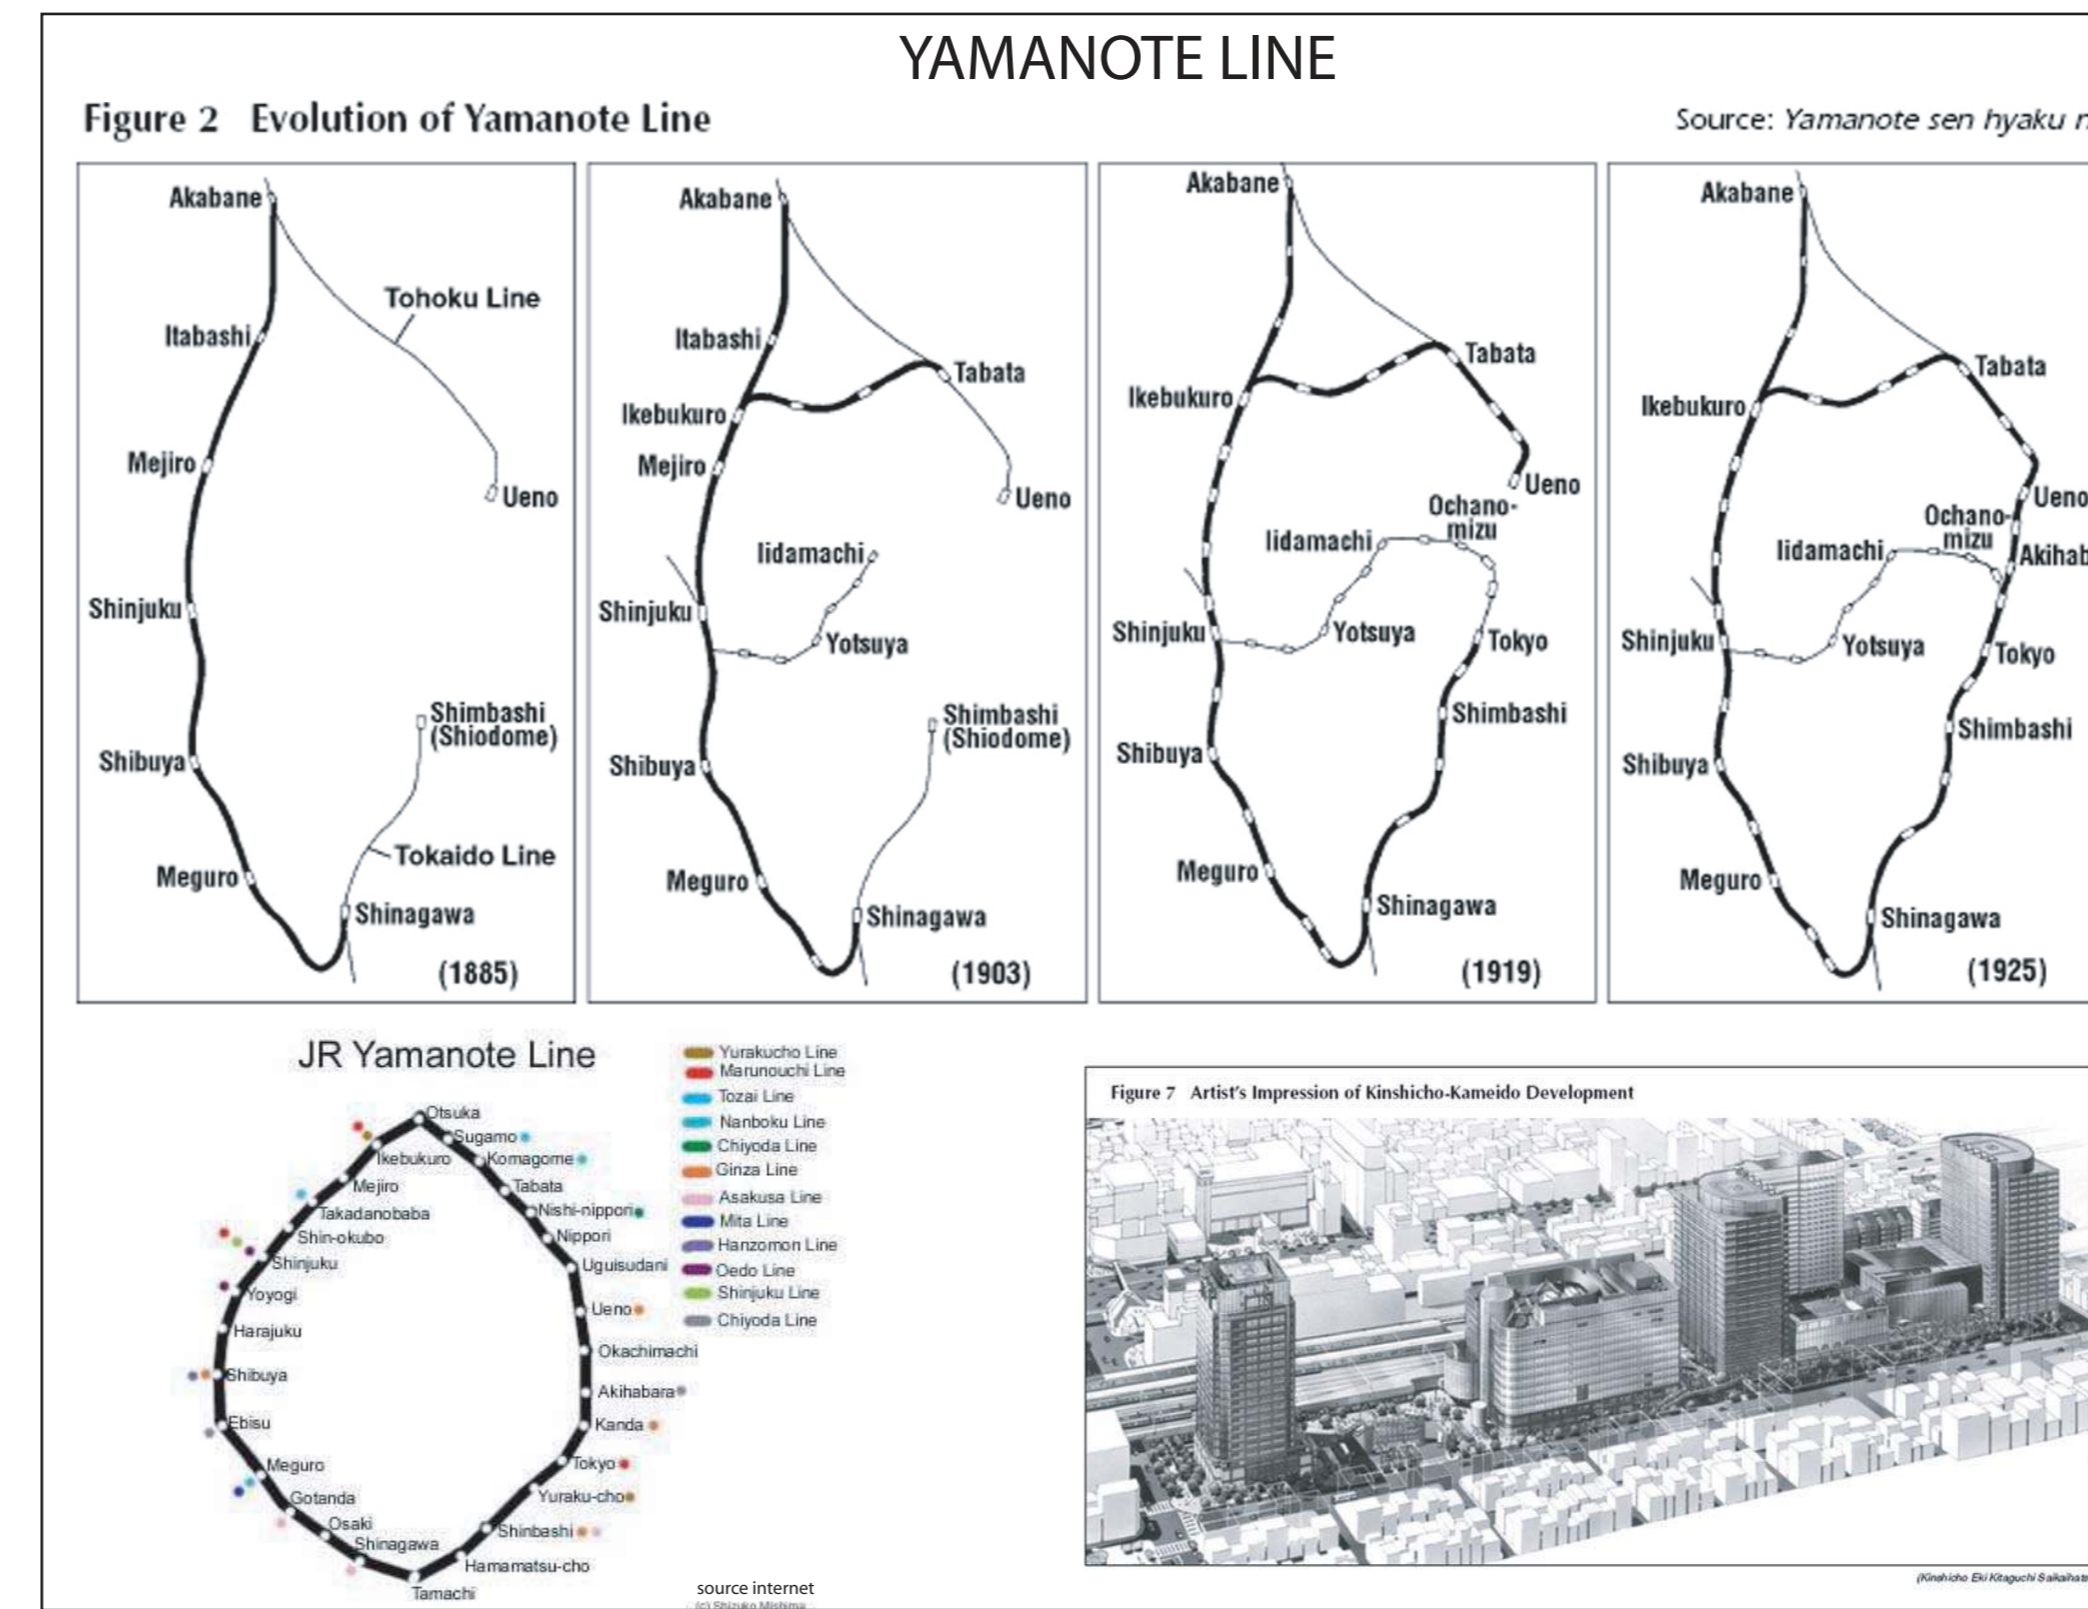 YAMANOTE LINE
Figure 2 Evolution of Yamanote Line
Source: Yamanote sen hyaku
Akabane
Tohoku Line
Itabashi
Mejiro
Ueno
Shinjuku
Shimbashi
(Shiodome)
Shibuya
Tokaido Line
Meguro
Shinagawa
(1885)
Akabane
Itabashi
Tabata
Ikebukuro
Mejiro
Ueno
Iidamachi
Shinjuku
Yotsuya
Shimbashi
(Shiodome)
Shibuya
Meguro
Shinagawa
(1903)
Akabane
Tabata
Ikebukuro
Ueno
Ochano-
mizu
Iidamachi
Shinjuku
Yotsuya
Tokyo
Shimbashi
Shibuya
Meguro
Shinagawa
(1919)
Akabane
Tabata
Ikebukuro
Ueno
Ochano-
mizu
Iidamachi
Akihab
Shinjuku
Yotsuya
Tokyo
Shimbashi
Shibuya
Meguro
Shinagawa
(1925)
JR Yamanote Line
Otsuka
Sugamo
Ikebukuro
Komagome
Mejiro
Tabata
Takadanobaba
Nishi-nippori
Shin-okubo
Nippori
Shinjuku
Uguisudani
Yoyogi
Ueno
Harajuku
Okachimachi
Shibuya
Akihabara
Ebisu
Kanda
Meguro
Tokyo
Gotanda
Yuraku-cho
Osaki
Shinbashi
Shinagawa
Hamamatsu-cho
Tamachi
Yurakucho Line
Marunouchi Line
Tozai Line
Nanboku Line
Chiyoda Line
Ginza Line
Asakusa Line
Mita Line
Hanzomon Line
Oedo Line
Shinjuku Line
Chiyoda Line
source internet
(c) Shizuko Mishima
Figure 7 Artist's Impression of Kinshicho-Kameido Development
(Kinshicho Eki Kitaguchi